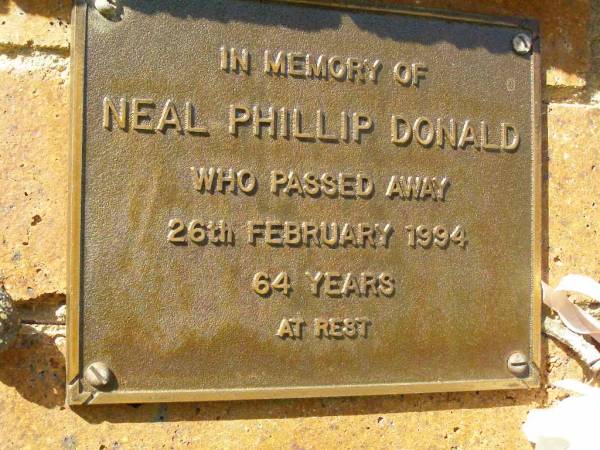 IN MEMORY OF
NEAL PHILLIP DONALD
WHO PASSED AWAY
26th FEBRUARY 1994
64 YEARS
AT REST